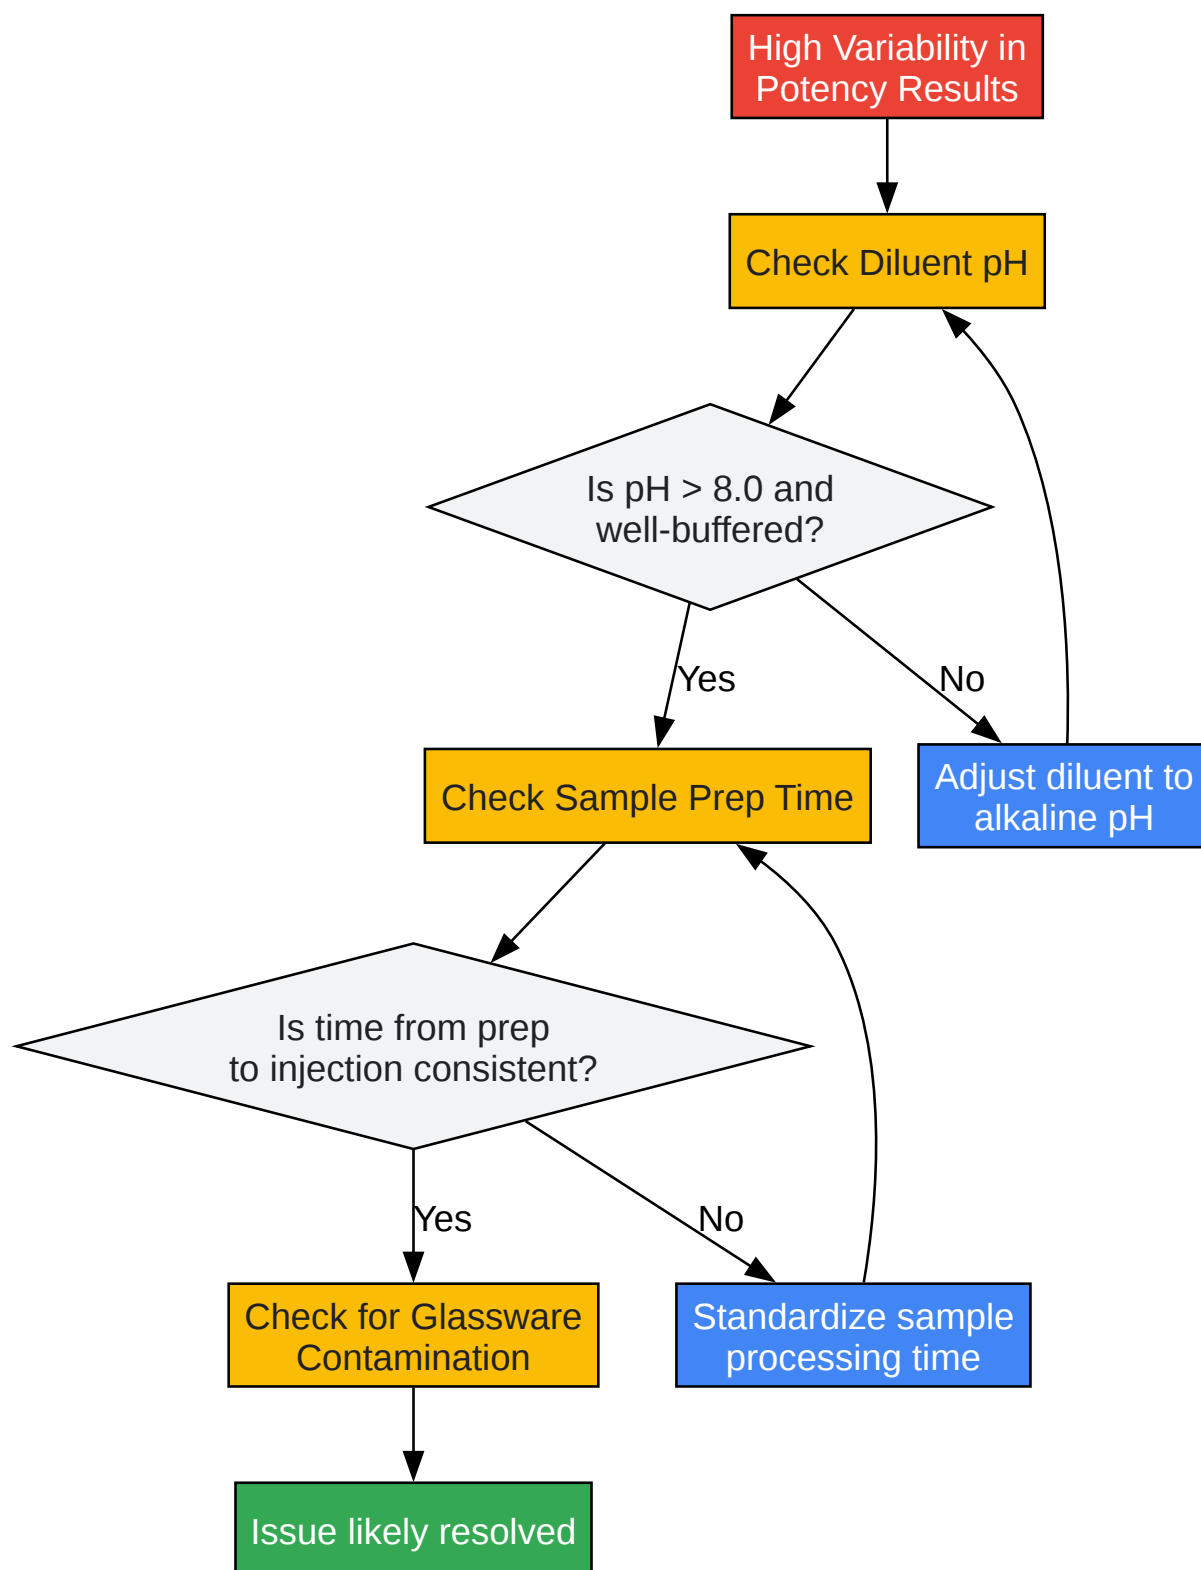 High Variability in
Potency Results
Check Diluent pH
Is pH > 8.0 and
well-buffered?
Yes
No
Check Sample Prep Time
Adjust diluent to
alkaline pH
Is time from prep
to injection consistent?
Yes
No
Check for Glassware
Contamination
Standardize sample
processing time
Issue likely resolved